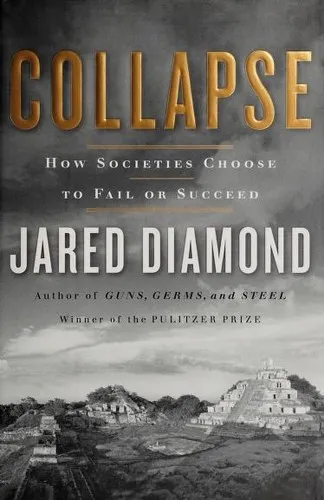 COLLAPSE
HOW SOCIETIES CHOOSE
TO FAIL OR SUCCEED
JARED DIAMOND
Author of GUNS, GERMS, and STEEL
Winner of the PULITZER PRIZE